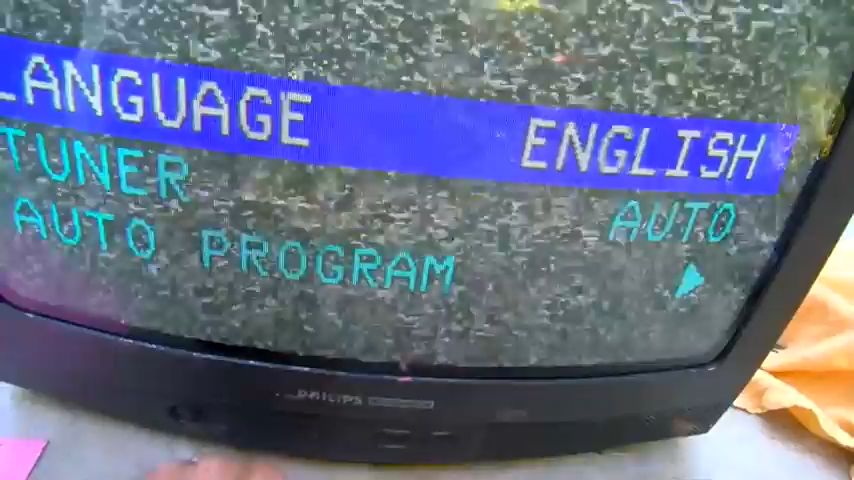 LANGUAGE ENGLISH
TUNER AUTO
AUTO PROGRAM
PHILIPS